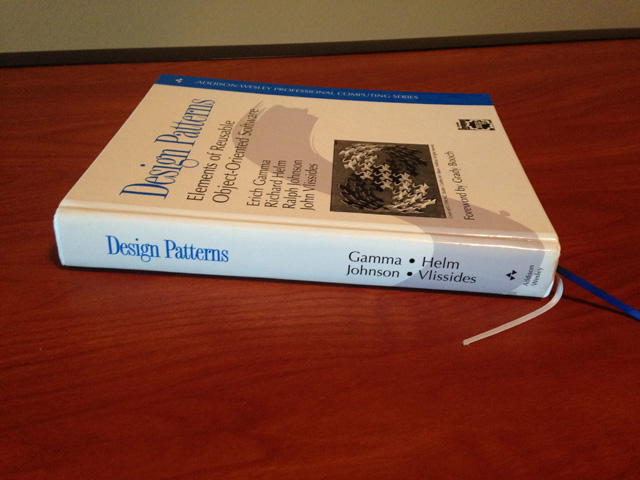 ADDISON-WESLEY PROFESSIONAL COMPUTING SERIES
Design Patterns
Elements of Reusable
Object-Oriented Software
Erich Gamma
Richard Helm
Ralph Johnson
John Vlissides
Foreword by Grady Booch
Design Patterns
Gamma • Helm
Johnson • Vlissides
Addison
Wesley